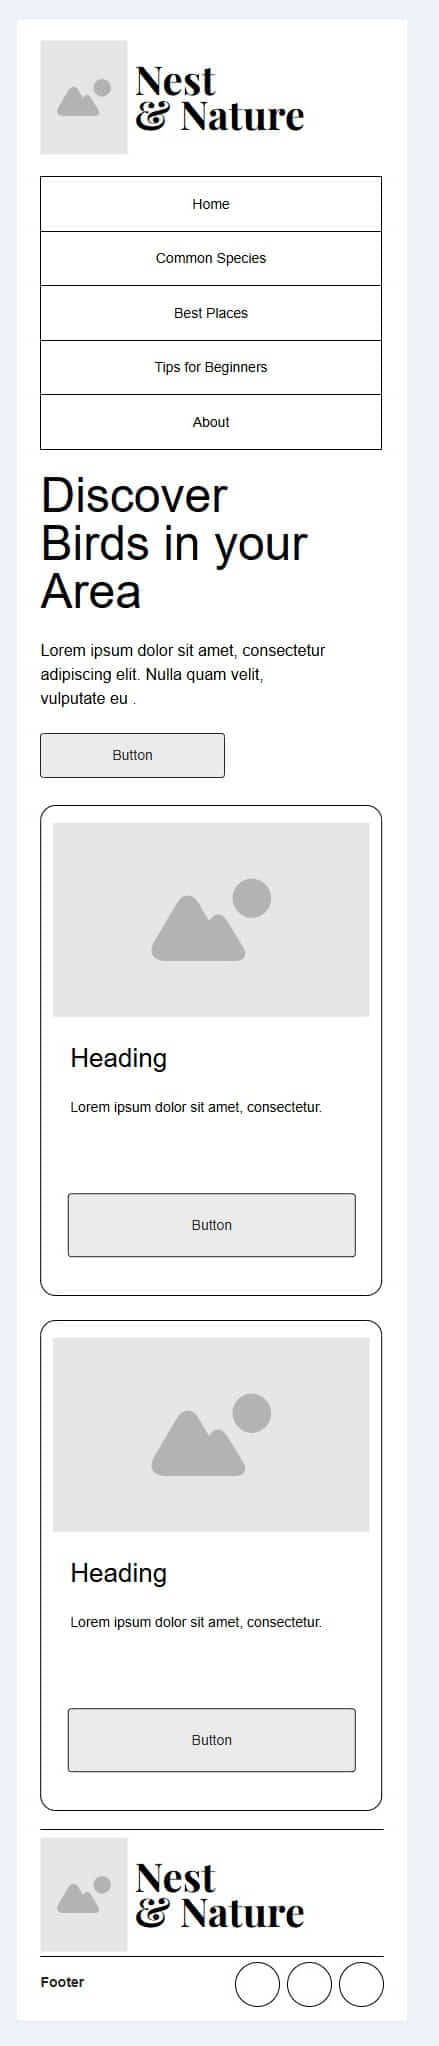 Nest
& Nature
Home
Common Species
Best Places
Tips for Beginners
About
Discover
Birds in your
Area
Lorem ipsum dolor sit amet, consectetur
adipiscing elit. Nulla quam velit,
vulputate eu .
Button
Heading
Lorem ipsum dolor sit amet, consectetur.
Button
Heading
Lorem ipsum dolor sit amet, consectetur.
Button
Nest
& Nature
Footer